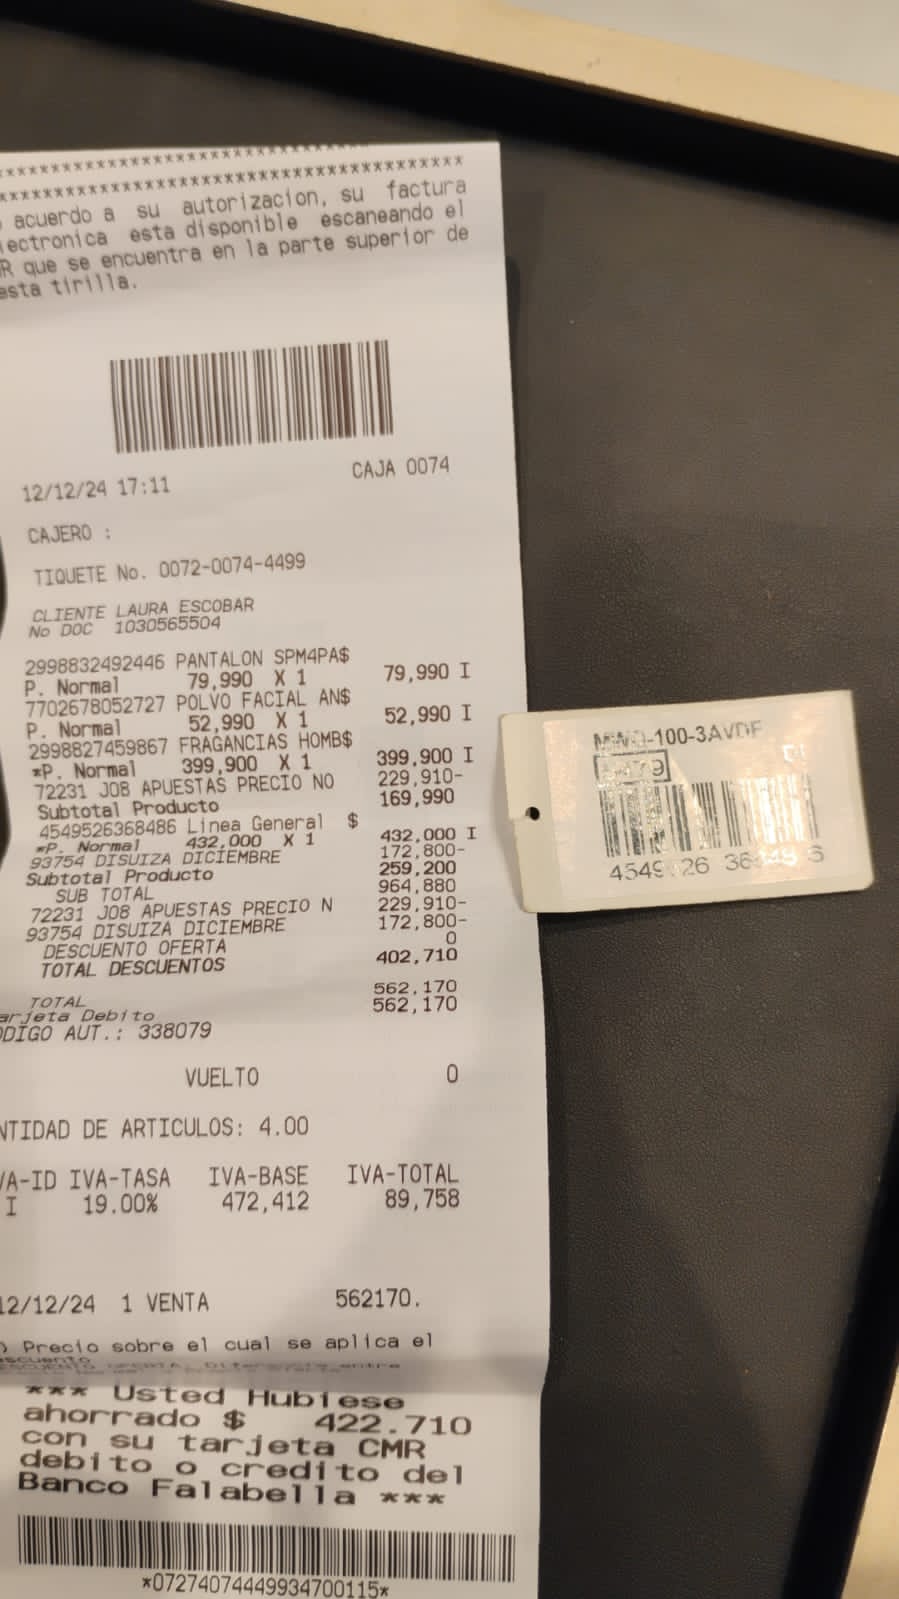 ****************************************
****************************************
acuerdo a su autorizacion, su factura
lectronica esta disponible escaneando el
R que se encuentra en la parte superior de
esta tirilla.
12/12/24 17:11 CAJA 0074
CAJERO :
TIQUETE No. 0072-0074-4499
CLIENTE LAURA ESCOBAR
No DOC 1030565504
2998832492446 PANTALON SPM4PA$
P. Normal 79,990 X 1 79,990 I
7702678052727 POLVO FACIAL AN$
P. Normal 52,990 X 1 52,990 I
2998827459867 FRAGANCIAS HOMB$
*P. Normal 399,900 X 1 399,900 I
72231 J08 APUESTAS PRECIO NO 229,910-
Subtotal Producto 169,990
4549526368486 Linea General $
*P. Normal 432,000 X 1 432,000 I
93754 DISUIZA DICIEMBRE 172,800-
Subtotal Producto 259,200
SUB TOTAL 964,880
72231 J08 APUESTAS PRECIO N 229,910-
93754 DISUIZA DICIEMBRE 172,800-
DESCUENTO OFERTA 0
TOTAL DESCUENTOS 402,710
TOTAL 562,170
arjeta Debito 562,170
ODIGO AUT.: 338079
VUELTO 0
NTIDAD DE ARTICULOS: 4.00
VA-ID IVA-TASA IVA-BASE IVA-TOTAL
I 19.00% 472,412 89,758
12/12/24 1 VENTA 562170.
) Precio sobre el cual se aplica el
scuento
*** Usted Hubiese
ahorrado $ 422.710
con su tarjeta CMR
debito o credito del
Banco Falabella ***
*07274074449934700115*
-100-3AVDF